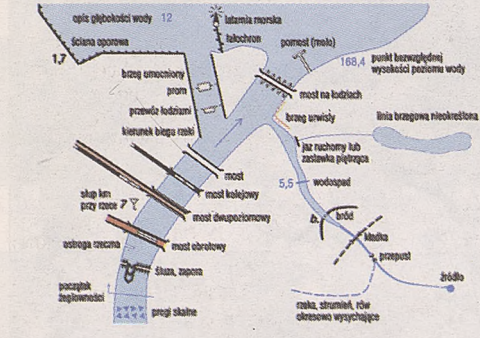 opis głębokości wody 12
latarnia morska
ściana oporowa
falochron
pomost (molo)
1,7
168,4 punkt bezwzględnej
wysokości poziomu wody
brzeg umocniony
prom
most na łodziach
przewóz łodziami
brzeg urwisty
linia brzegowa nieokreślona
kierunek biegu rzeki
jaz ruchomy lub
zastawka piętrząca
most
5,5 wodospad
most kolejowy
słup km
przy rzece 7
most dwupoziomowy
b. bród
kładka
ostroga rzeczna
most obrotowy
przepust
śluza, zapora
źródło
początek
żeglowności
rzeka, strumień, rów
okresowo wysychające
progi skalne